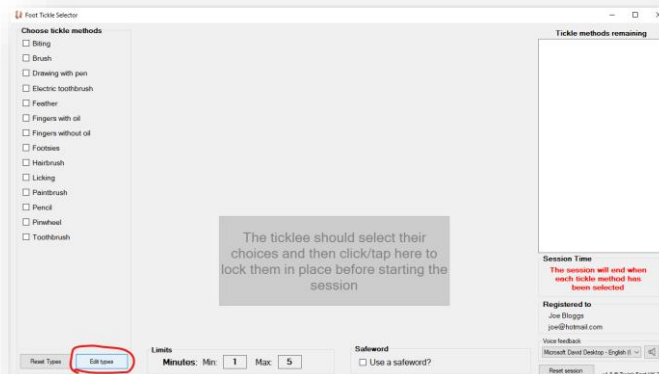 Foot Tickle Selector
Choose tickle methods
Biting
Brush
Drawing with pen
Electric toothbrush
Feather
Fingers with oil
Fingers without oil
Footsies
Hairbrush
Licking
Paintbrush
Pencil
Pinwheel
Toothbrush
Reset Types
Edit types
The ticklee should select their
choices and then click/tap here to
lock them in place before starting the
session
Limits
Minutes: Min: 1 Max: 5
Safeword
Use a safeword?
Tickle methods remaining
Session Time
The session will end when
each tickle method has
been selected
Registered to
Joe Bloggs
joe@hotmail.com
Voice feedback
Microsoft David Desktop - English (
Reset session